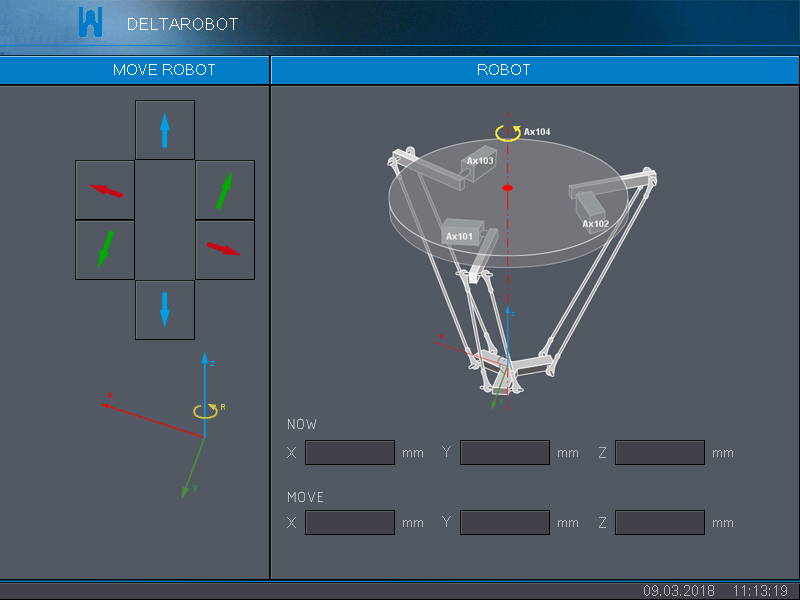 DELTAROBOT
MOVE ROBOT
ROBOT
Ax104
Ax103
Ax102
Ax101
z
x
y
z
R
x
y
NOW
X mm Y mm Z mm
MOVE
X mm Y mm Z mm
09.03.2018 11:13:19